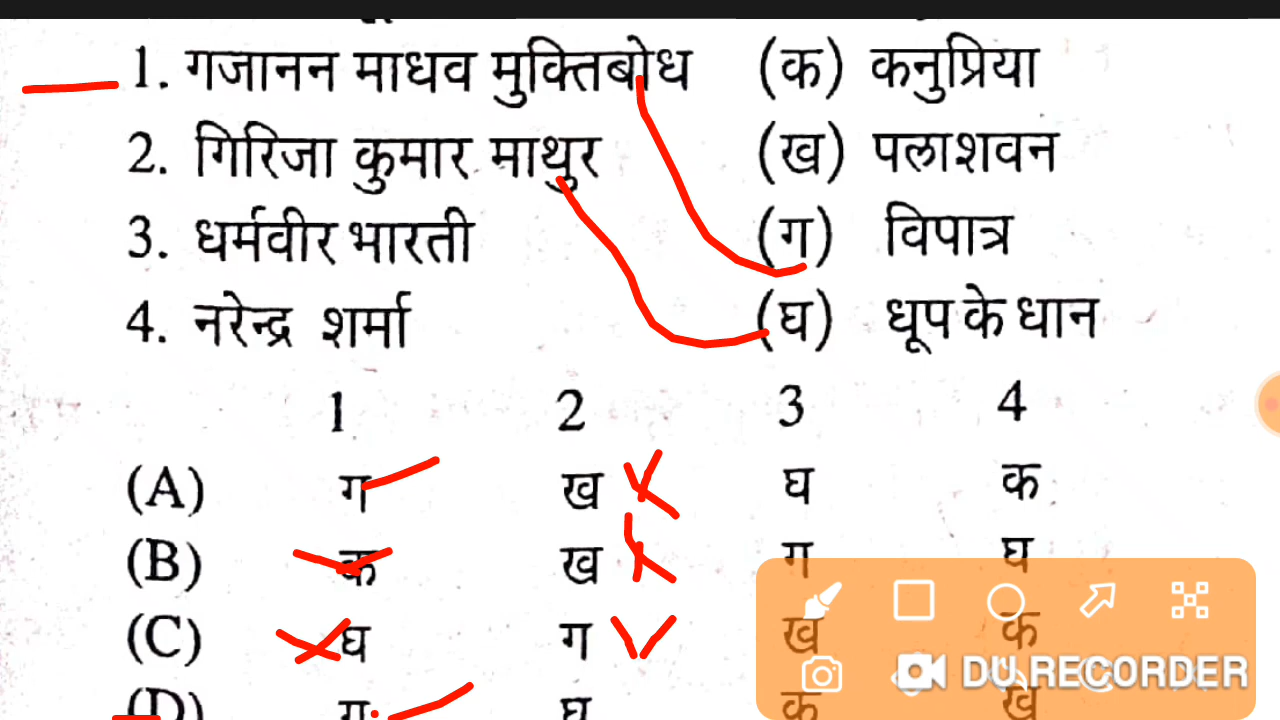 1. गजानन माधव मुक्तिबोध (क) कनुप्रिया
2. गिरिजा कुमार माथुर (ख) पलाशवन
3. धर्मवीर भारती (ग) विपात्र
4. नरेन्द्र शर्मा (घ) धूप के धान
1 2 3 4
(A) ग ख घ क
(B) क ख ग घ
(C) घ ग ख क
(D) ग घ क ख
DU RECORDER